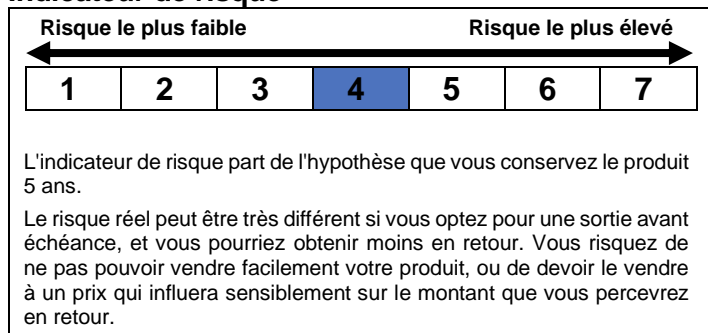 Indicateur de risque
Risque le plus faible Risque le plus élevé
1 2 3 4 5 6 7
L'indicateur de risque part de l'hypothèse que vous conservez le produit
5 ans.
Le risque réel peut être très différent si vous optez pour une sortie avant
échéance, et vous pourriez obtenir moins en retour. Vous risquez de
ne pas pouvoir vendre facilement votre produit, ou de devoir le vendre
à un prix qui influera sensiblement sur le montant que vous percevrez
en retour.